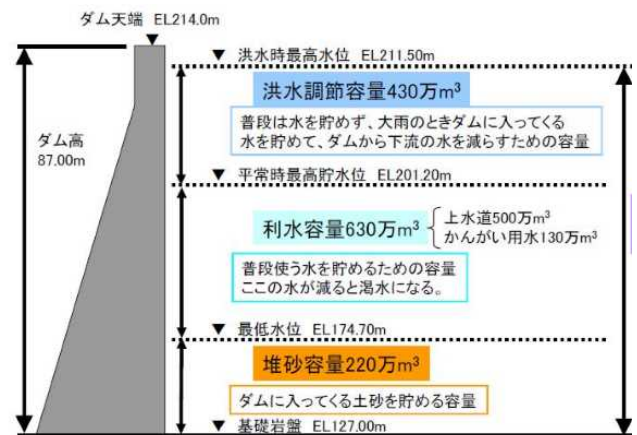 ダム天端 EL214.0m
▼ 洪水時最高水位 EL211.50m
洪水調節容量430万m³
普段は水を貯めず、大雨のときダムに入ってくる
水を貯めて、ダムから下流の水を減らすための容量
ダム高
87.00m
▼ 平常時最高貯水位 EL201.20m
利水容量630万m³
上水道500万m³
かんがい用水130万m³
普段使う水を貯めるための容量
ここの水が減ると渇水になる。
▼ 最低水位 EL174.70m
堆砂容量220万m³
ダムに入ってくる土砂を貯める容量
▼ 基礎岩盤 EL127.00m